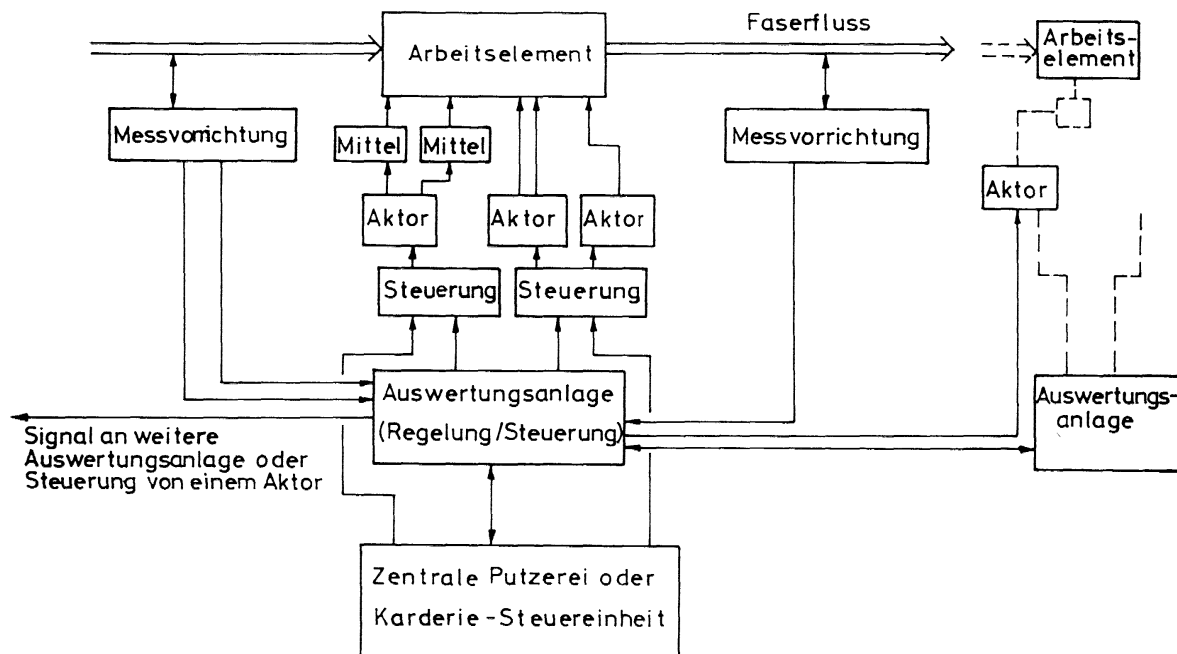 Faserfluss
Arbeitselement
Arbeits-
element
Messvorrichtung
Mittel
Mittel
Messvorrichtung
Aktor
Aktor
Aktor
Aktor
Steuerung
Steuerung
Auswertungsanlage
(Regelung/Steuerung)
Auswertungs-
anlage
Signal an weitere
Auswertungsanlage oder
Steuerung von einem Aktor
Zentrale Putzerei oder
Karderie-Steuereinheit